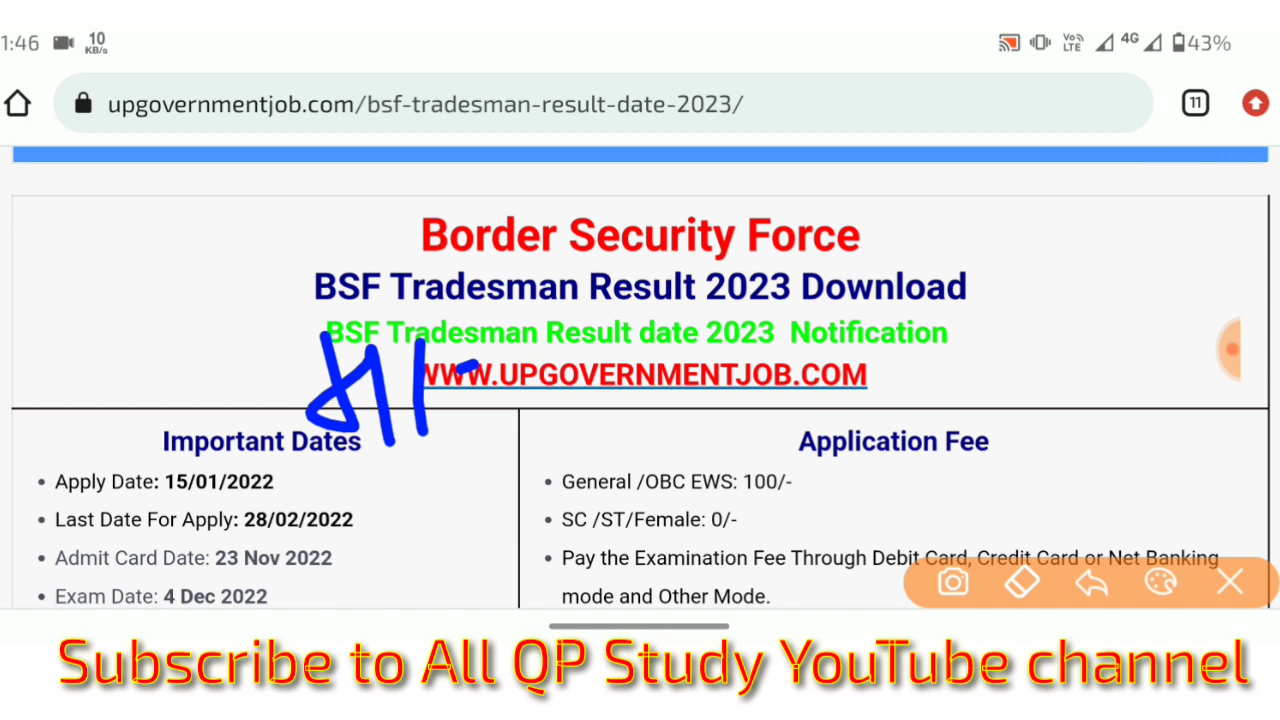 1:46 10 KB/s Vo LTE 4G 43%
upgovernmentjob.com/bsf-tradesman-result-date-2023/ 11
Border Security Force
BSF Tradesman Result 2023 Download
BSF Tradesman Result date 2023 Notification
WWW.UPGOVERNMENTJOB.COM
Important Dates
• Apply Date: 15/01/2022
• Last Date For Apply: 28/02/2022
• Admit Card Date: 23 Nov 2022
• Exam Date: 4 Dec 2022
Application Fee
• General /OBC EWS: 100/-
• SC /ST/Female: 0/-
• Pay the Examination Fee Through Debit Card, Credit Card or Net Banking
mode and Other Mode.
Subscribe to All QP Study YouTube channel